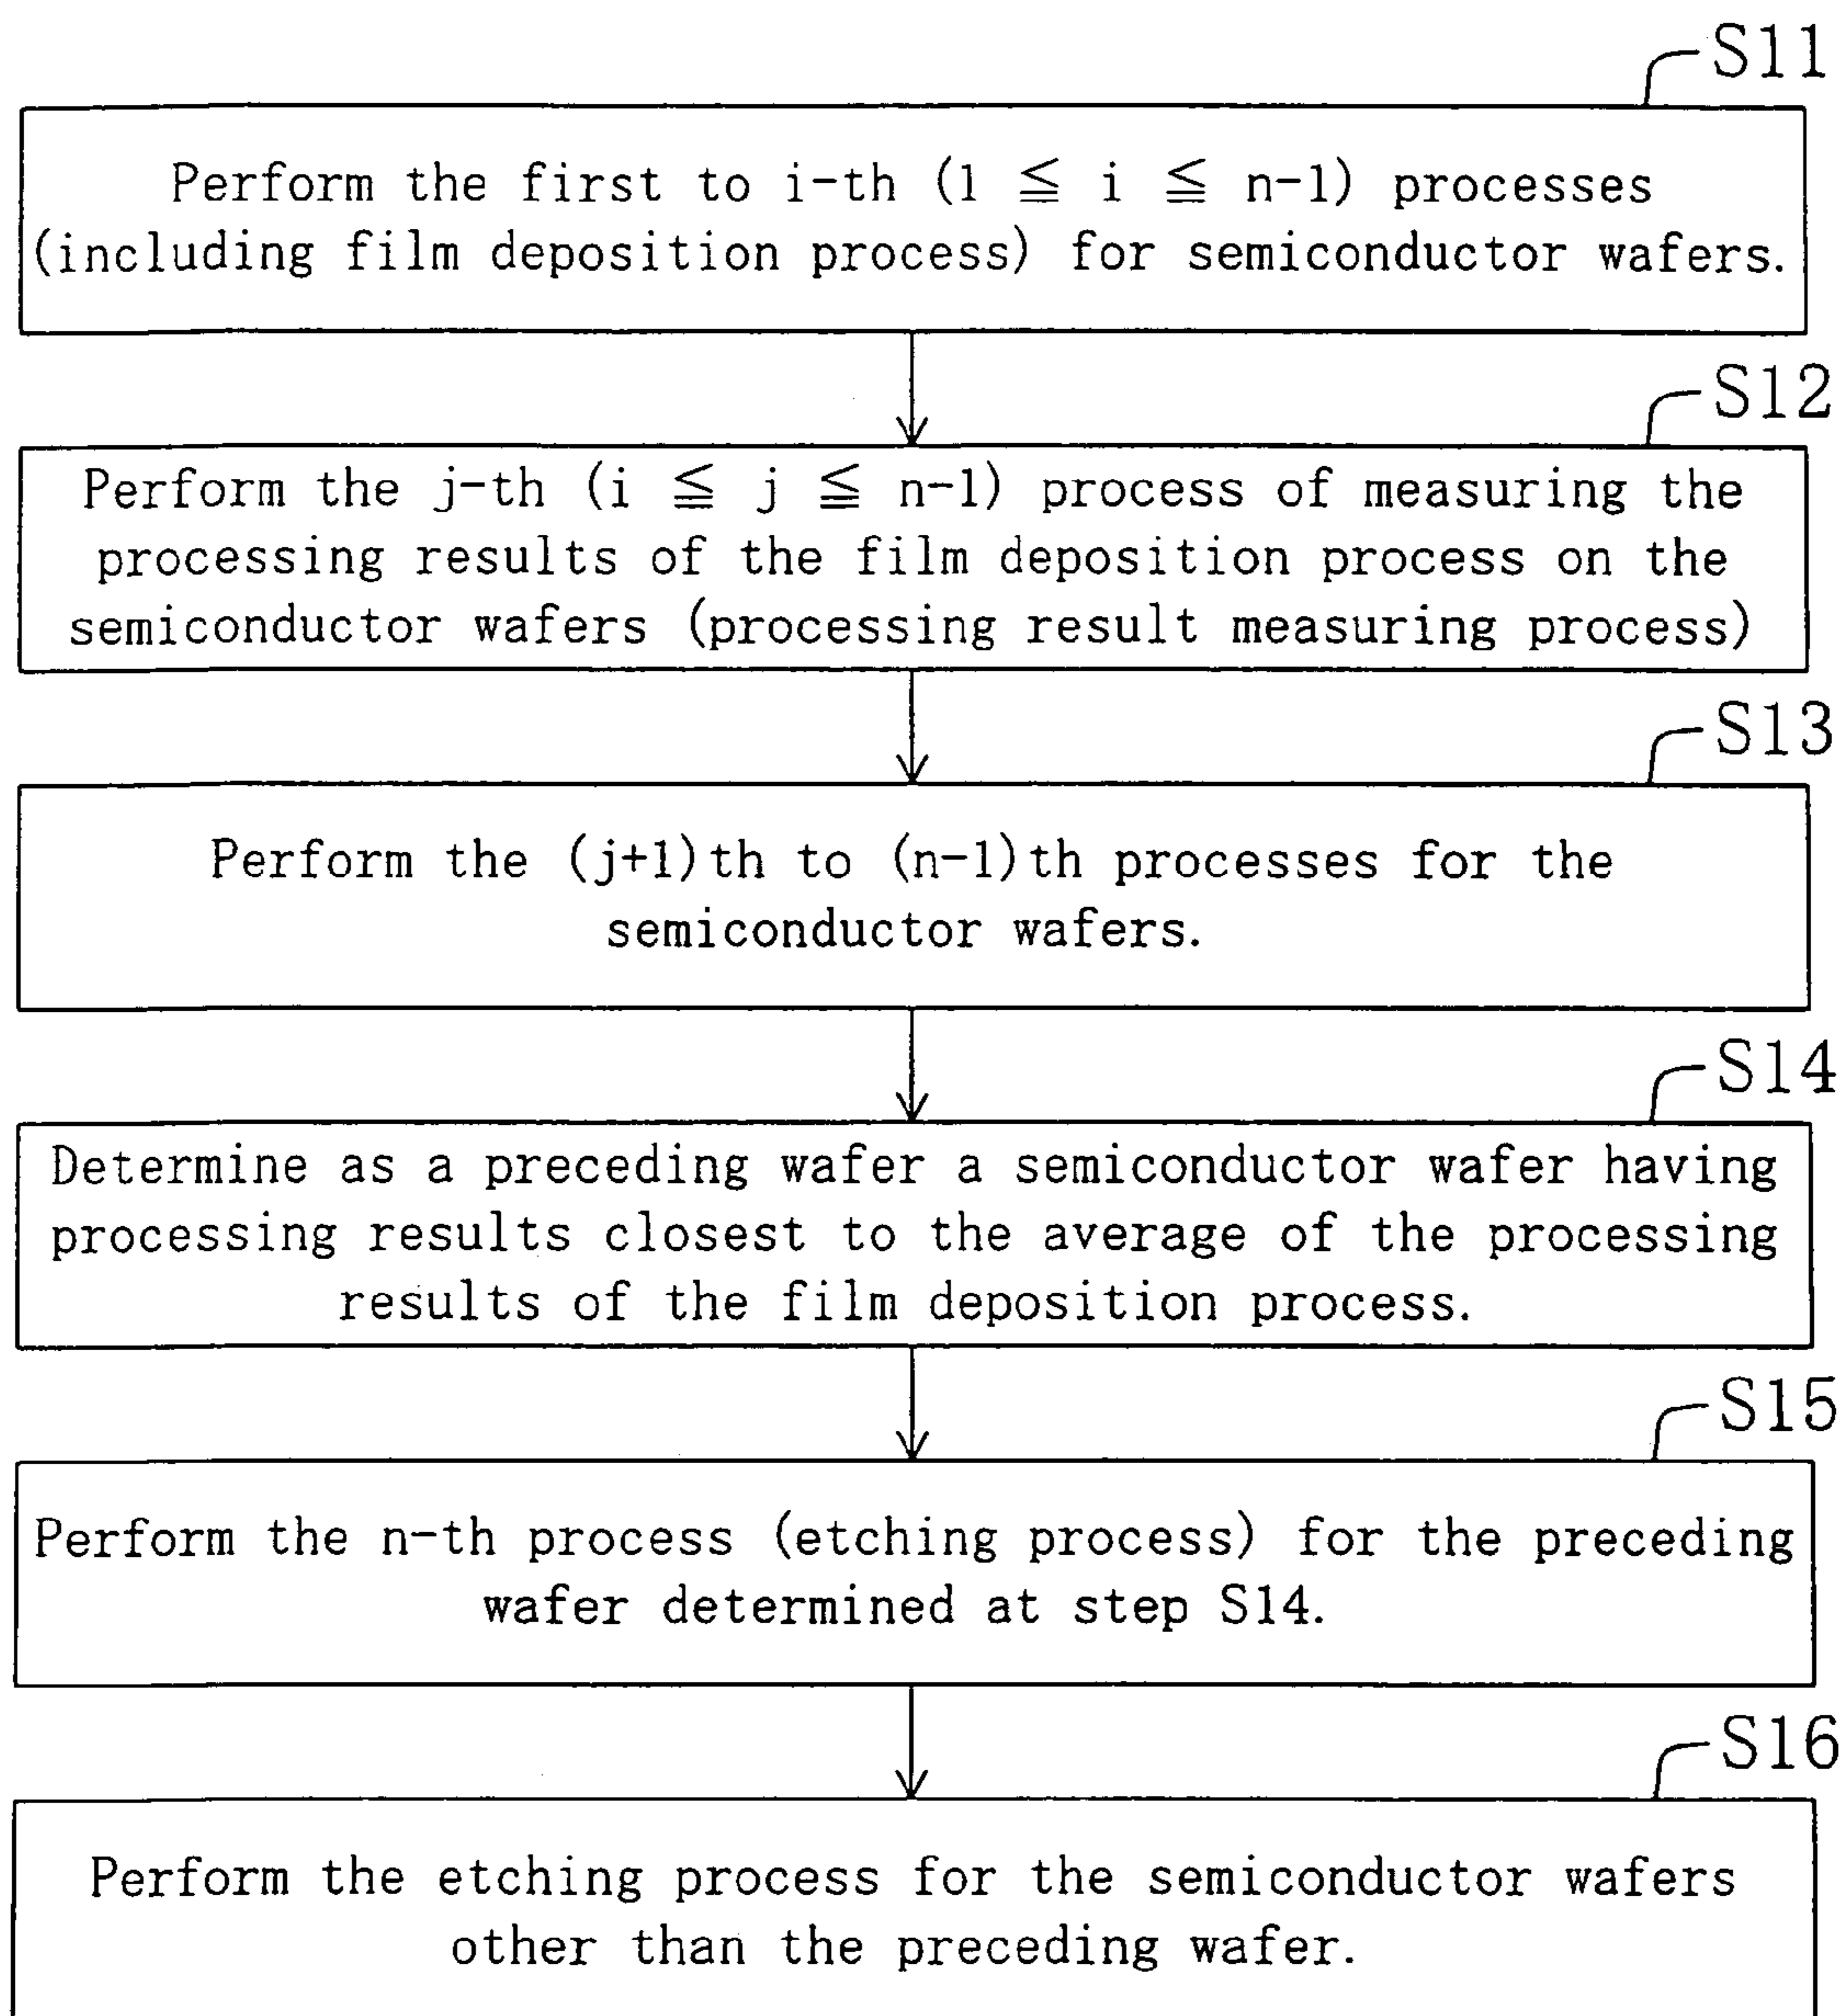 S11
Perform the first to i-th (1 ≦ i ≦ n-1) processes
(including film deposition process) for semiconductor wafers.
S12
Perform the j-th (i ≦ j ≦ n-1) process of measuring the
processing results of the film deposition process on the
semiconductor wafers (processing result measuring process)
S13
Perform the (j+1)th to (n-1)th processes for the
semiconductor wafers.
S14
Determine as a preceding wafer a semiconductor wafer having
processing results closest to the average of the processing
results of the film deposition process.
S15
Perform the n-th process (etching process) for the preceding
wafer determined at step S14.
S16
Perform the etching process for the semiconductor wafers
other than the preceding wafer.